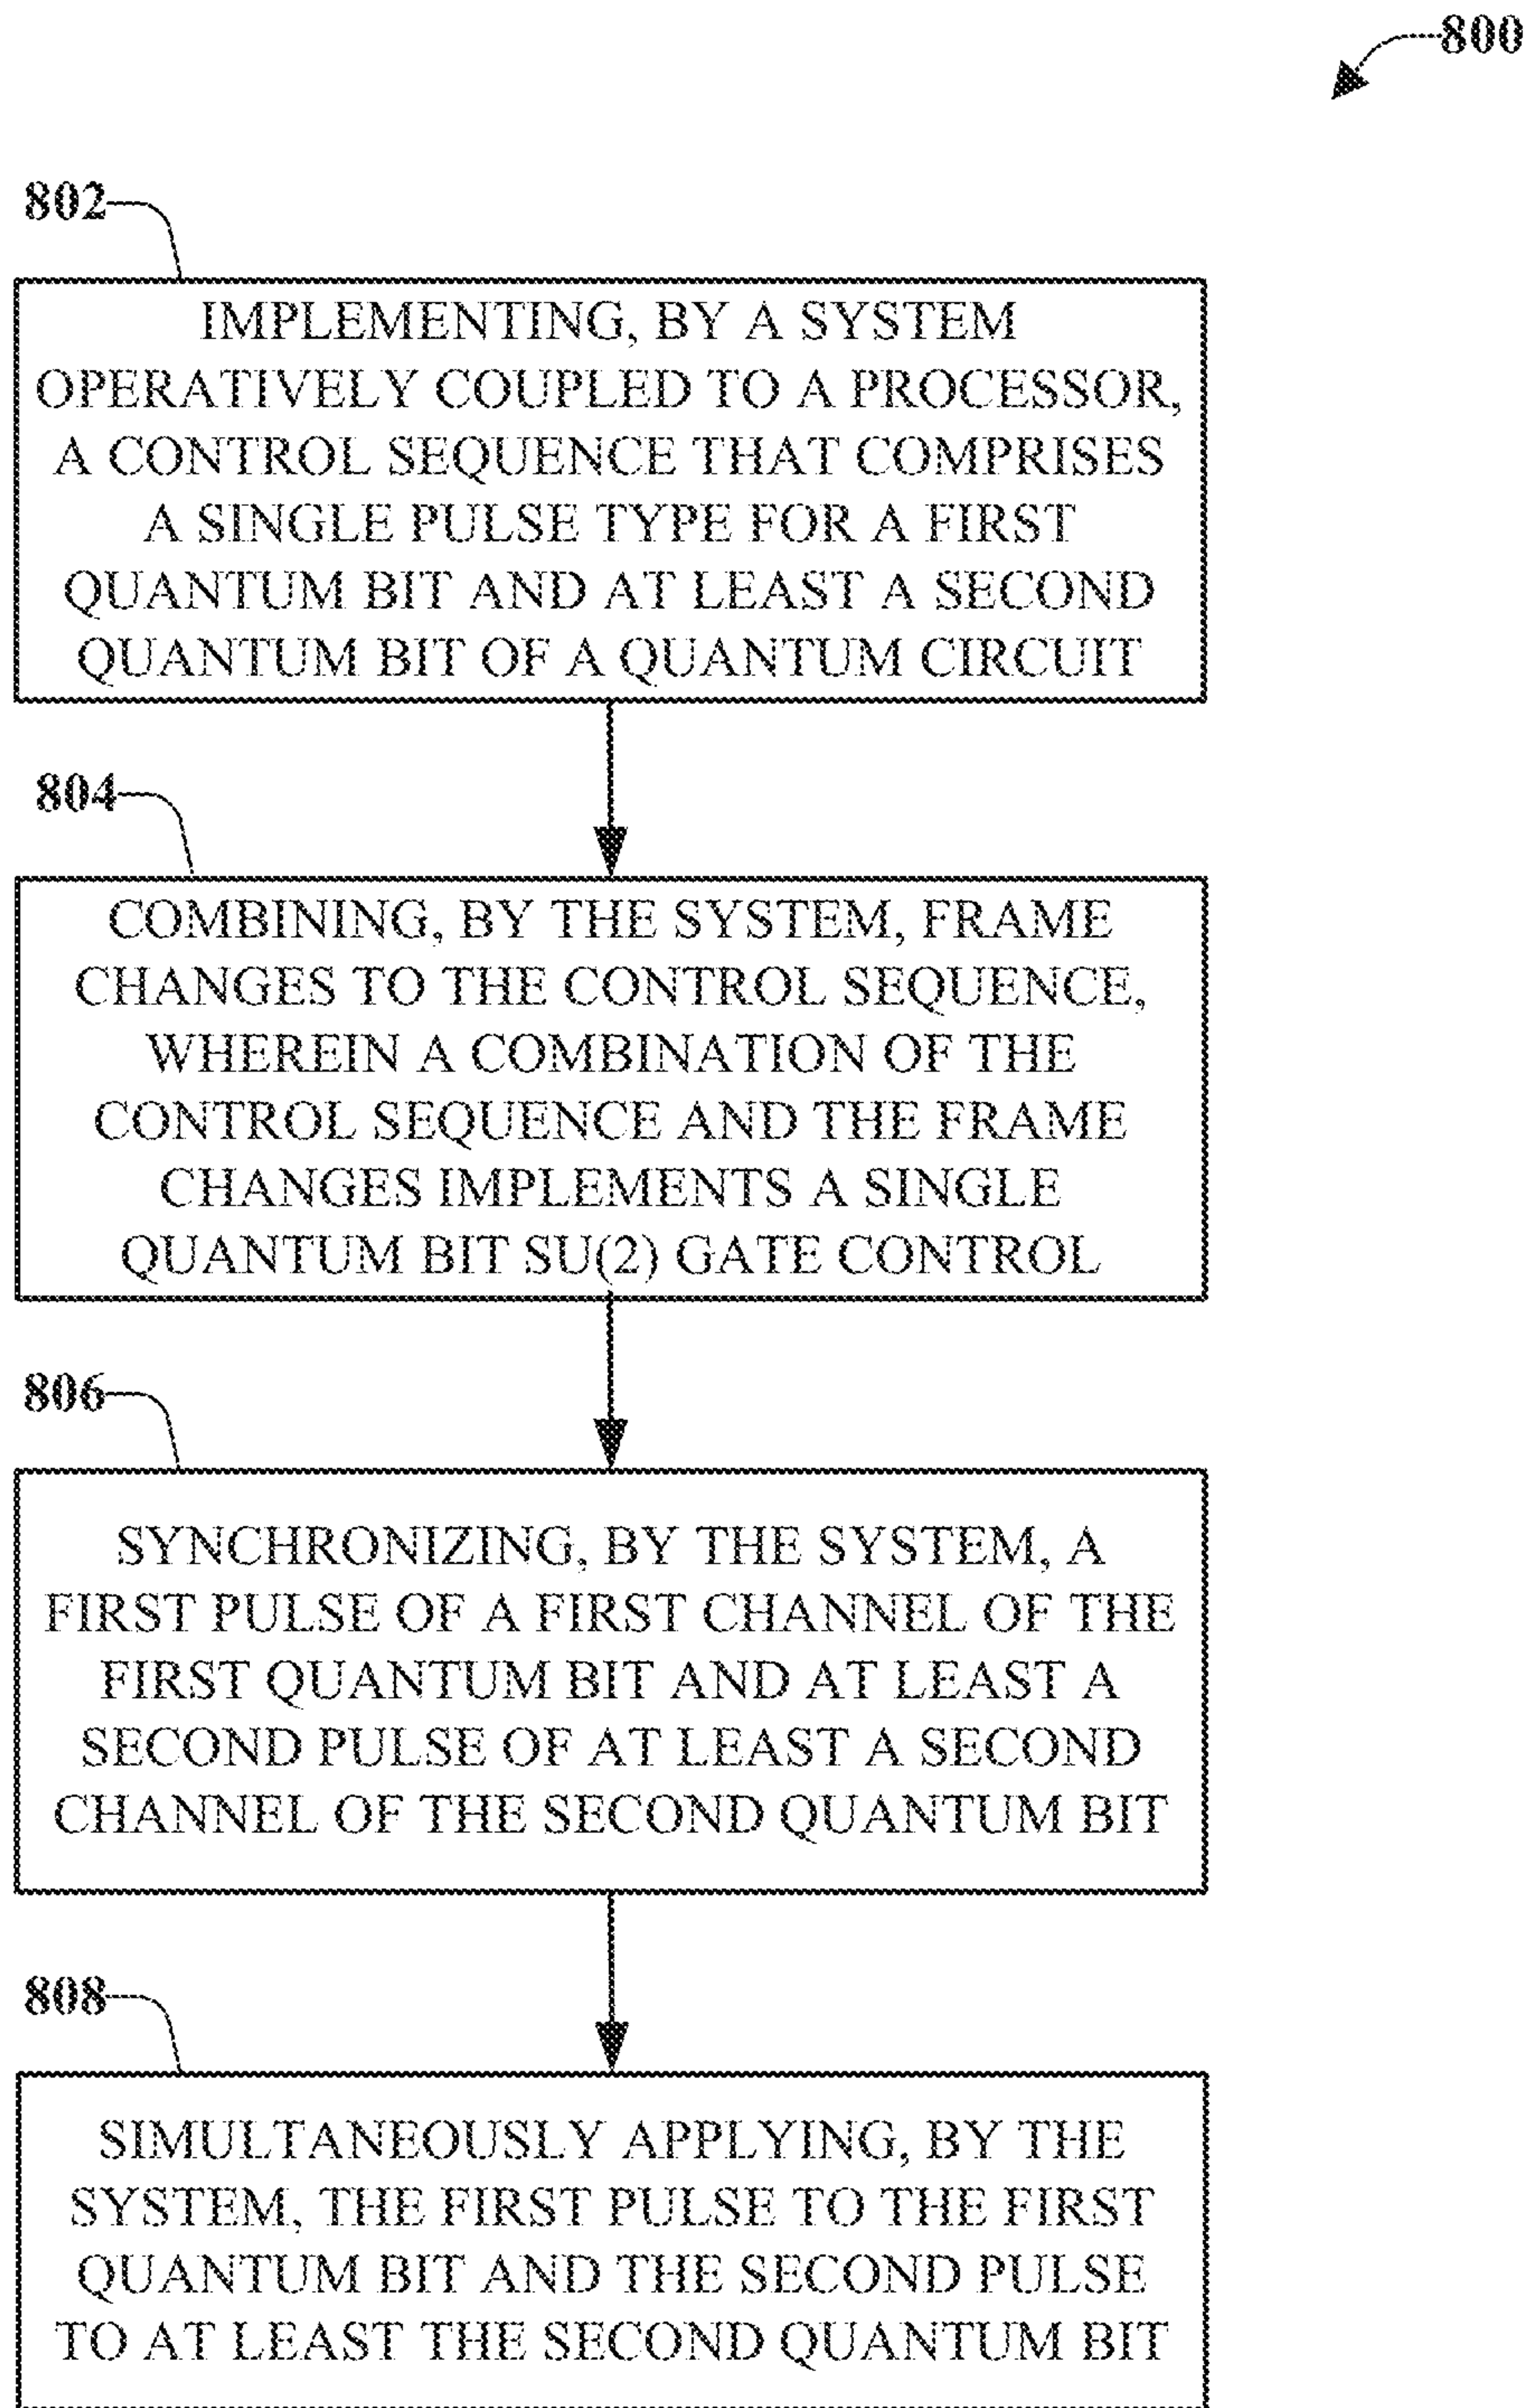 800
802
IMPLEMENTING, BY A SYSTEM
OPERATIVELY COUPLED TO A PROCESSOR,
A CONTROL SEQUENCE THAT COMPRISES
A SINGLE PULSE TYPE FOR A FIRST
QUANTUM BIT AND AT LEAST A SECOND
QUANTUM BIT OF A QUANTUM CIRCUIT
804
COMBINING, BY THE SYSTEM, FRAME
CHANGES TO THE CONTROL SEQUENCE,
WHEREIN A COMBINATION OF THE
CONTROL SEQUENCE AND THE FRAME
CHANGES IMPLEMENTS A SINGLE
QUANTUM BIT SU(2) GATE CONTROL
806
SYNCHRONIZING, BY THE SYSTEM, A
FIRST PULSE OF A FIRST CHANNEL OF THE
FIRST QUANTUM BIT AND AT LEAST A
SECOND PULSE OF AT LEAST A SECOND
CHANNEL OF THE SECOND QUANTUM BIT
808
SIMULTANEOUSLY APPLYING, BY THE
SYSTEM, THE FIRST PULSE TO THE FIRST
QUANTUM BIT AND THE SECOND PULSE
TO AT LEAST THE SECOND QUANTUM BIT